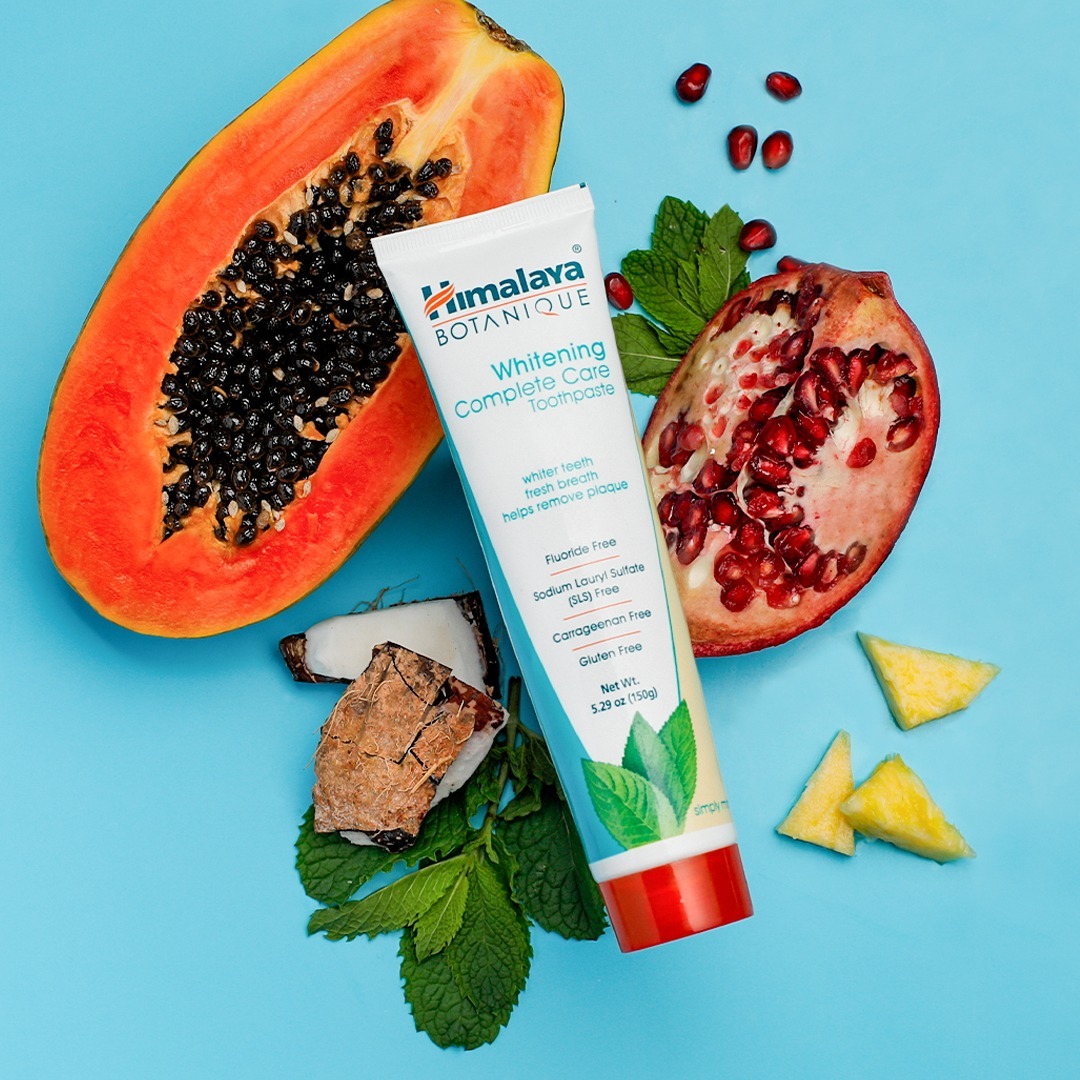 ®
Himalaya
BOTANIQUE
Whitening
Complete Care
Toothpaste
whiter teeth
fresh breath
helps remove plaque
Fluoride Free
Sodium Lauryl Sulfate
(SLS) Free
Carrageenan Free
Gluten Free
Net Wt.
5.29 oz (150g)
simply